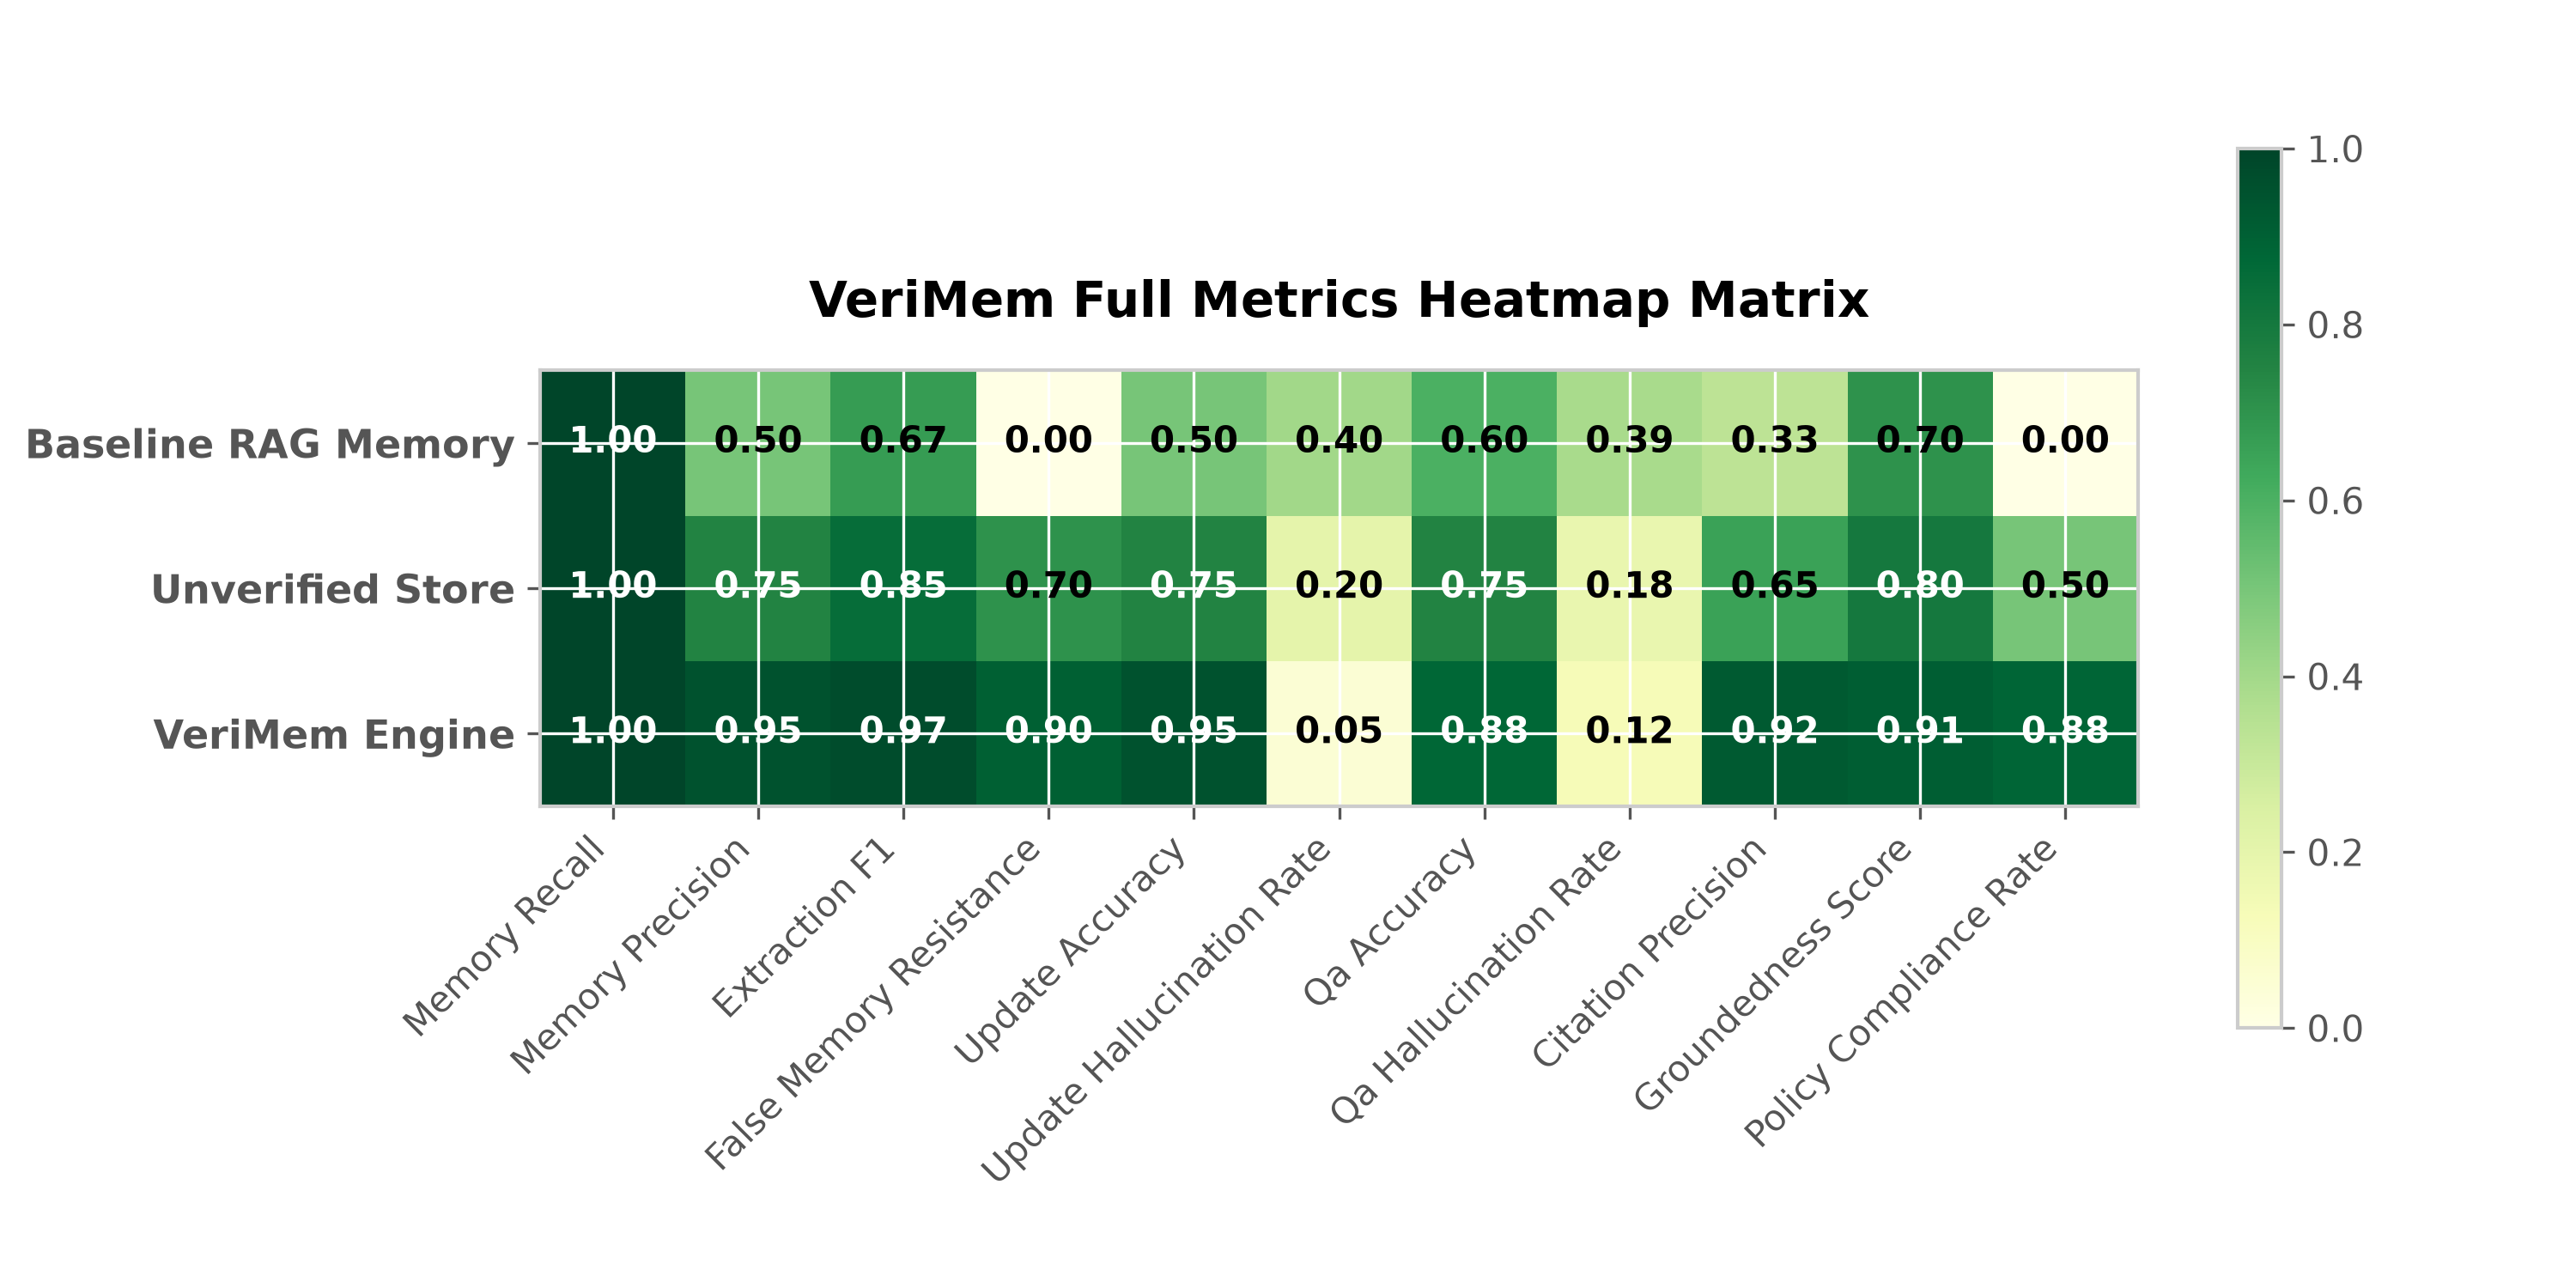 VeriMem Full Metrics Heatmap Matrix
Baseline RAG Memory 1.00 0.50 0.67 0.00 0.50 0.40 0.60 0.39 0.33 0.70 0.00
Unverified Store 1.00 0.75 0.85 0.70 0.75 0.20 0.75 0.18 0.65 0.80 0.50
VeriMem Engine 1.00 0.95 0.97 0.90 0.95 0.05 0.88 0.12 0.92 0.91 0.88
Memory Recall
Memory Precision
Extraction F1
False Memory Resistance
Update Accuracy
Update Hallucination Rate
Qa Accuracy
Qa Hallucination Rate
Citation Precision
Groundedness Score
Policy Compliance Rate
1.0
0.8
0.6
0.4
0.2
0.0